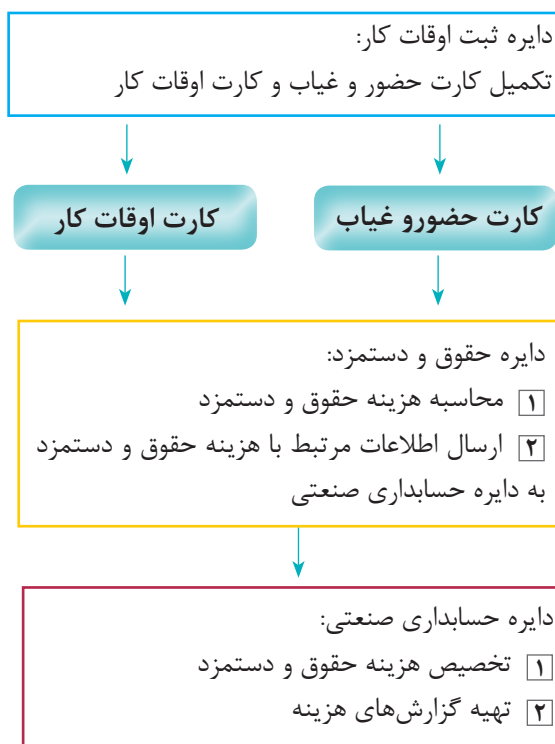 دایره ثبت اوقات کار:
تکمیل کارت حضور و غیاب و کارت اوقات کار
کارت حضورو غیاب
کارت اوقات کار
دایره حقوق و دستمزد:
۱ محاسبه هزینه حقوق و دستمزد
۲ ارسال اطلاعات مرتبط با هزینه حقوق و دستمزد
به دایره حسابداری صنعتی
دایره حسابداری صنعتی:
۱ تخصیص هزینه حقوق و دستمزد
۲ تهیه گزارش‌های هزینه